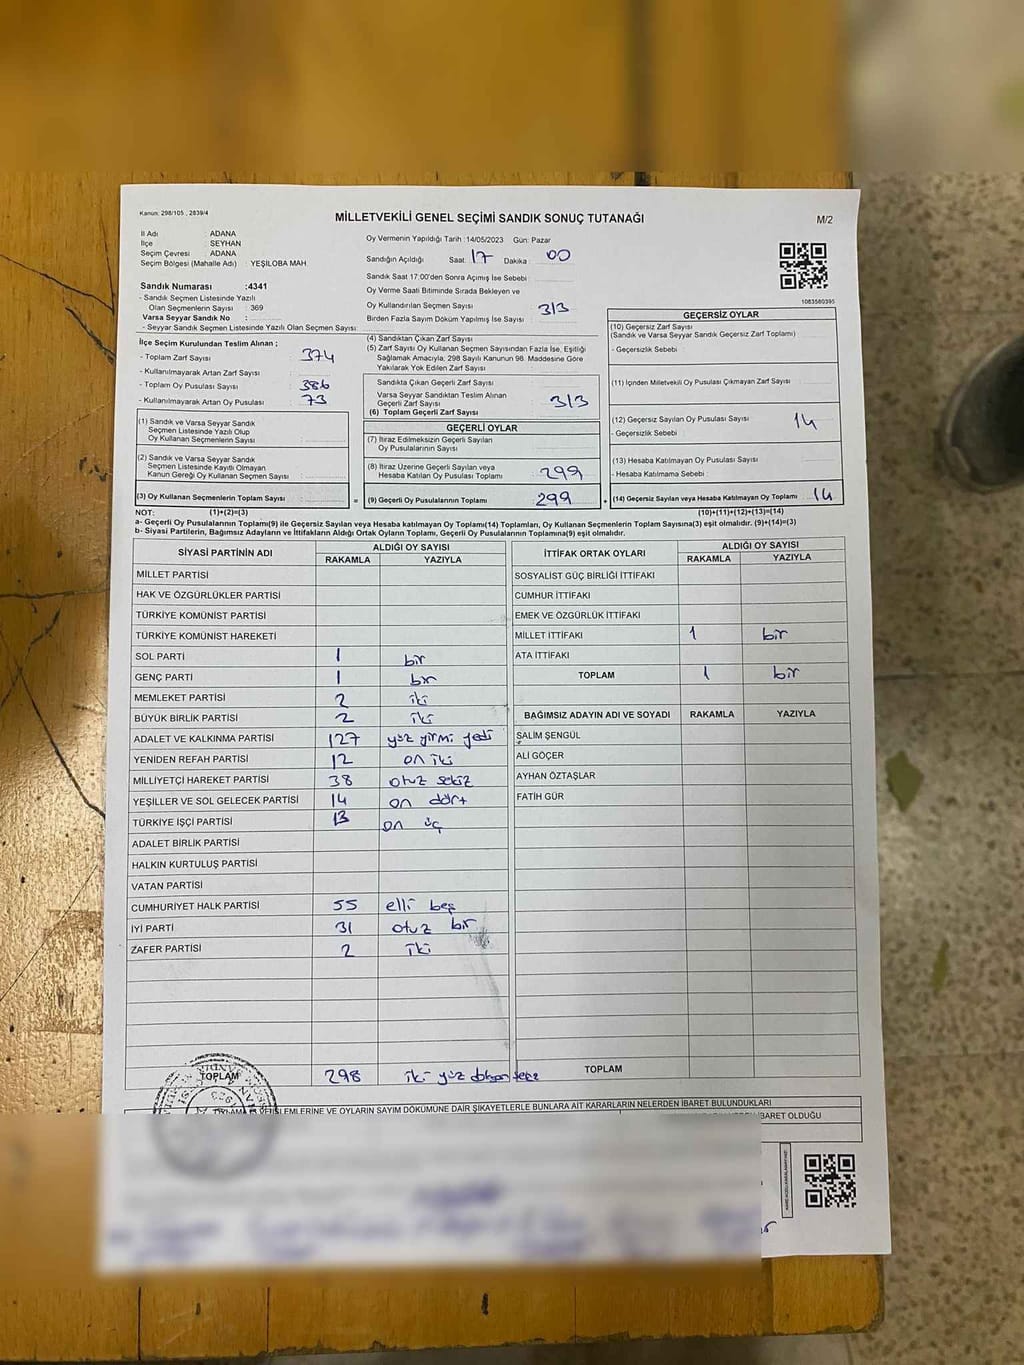 Kanun: 298/105 , 2839/4
MİLLETVEKİLİ GENEL SEÇİMİ SANDIK SONUÇ TUTANAĞI
M/2
İl Adı : ADANA
İlçe : SEYHAN
Seçim Çevresi : ADANA
Seçim Bölgesi (Mahalle Adı) : YEŞİLOBA MAH
Sandık Numarası :4341
- Sandık Seçmen Listesinde Yazılı
Olan Seçmenlerin Sayısı : 369
Varsa Seyyar Sandık No :
- Seyyar Sandık Seçmen Listesinde Yazılı Olan Seçmen Sayısı:
Oy Vermenin Yapıldığı Tarih :14/05/2023 Gün: Pazar
Sandığın Açıldığı Saat: 17 Dakika : 00
Sandık Saat 17:00'den Sonra Açımış İse Sebebi :
Oy Verme Saati Bitiminde Sırada Bekleyen ve
Oy Kullandırılan Seçmen Sayısı : 313
Birden Fazla Sayım Döküm Yapılmış İse Sayısı :
1083580395
İlçe Seçim Kurulundan Teslim Alınan ;
- Toplam Zarf Sayısı : 374
- Kullanılmayarak Artan Zarf Sayısı :
- Toplam Oy Pusulası Sayısı : 386
- Kullanılmayarak Artan Oy Pusulası : 73
(1) Sandık ve Varsa Seyyar Sandık
Seçmen Listesinde Yazılı Olup
Oy Kullanan Seçmenlerin Sayısı :
(2) Sandık ve Varsa Seyyar Sandık
Seçmen Listesinde Kayıtlı Olmayan
Kanun Gereği Oy Kullanan Seçmen Sayısı :
(3) Oy Kullanan Seçmenlerin Toplam Sayısı :
(4) Sandıktan Çıkan Zarf Sayısı :
(5) Zarf Sayısı Oy Kullanan Seçmen Sayısından Fazla İse, Eşitliği
Sağlamak Amacıyla; 298 Sayılı Kanunun 98. Maddesine Göre
Yakılarak Yok Edilen Zarf Sayısı :
Sandıkta Çıkan Geçerli Zarf Sayısı :
Varsa Seyyar Sandıktan Teslim Alınan
Geçerli Zarf Sayısı : 313
(6) Toplam Geçerli Zarf Sayısı :
GEÇERLİ OYLAR
(7) İtiraz Edilmeksizin Geçerli Sayılan
Oy Pusulalarının Sayısı :
(8) İtiraz Üzerine Geçerli Sayılan veya
Hesaba Katılan Oy Pusulası Toplamı : 299
= (9) Geçerli Oy Pusulalarının Toplamı : 299 +
GEÇERSİZ OYLAR
(10) Geçersiz Zarf Sayısı :
(Sandık ve Varsa Seyyar Sandık Geçersiz Zarf Toplamı)
- Geçersizlik Sebebi :
(11) İçinden Milletvekili Oy Pusulası Çıkmayan Zarf Sayısı :
(12) Geçersiz Sayılan Oy Pusulası Sayısı : 14
- Geçersizlik Sebebi :
(13) Hesaba Katılmayan Oy Pusulası Sayısı :
- Hesaba Katılmama Sebebi :
(14) Geçersiz Sayılan veya Hesaba Katılmayan Oy Toplamı : 14
NOT: (1)+(2)=(3) (10)+(11)+(12)+(13)=(14)
a- Geçerli Oy Pusulalarının Toplamı(9) ile Geçersiz Sayılan veya Hesaba katılmayan Oy Toplamı(14) Toplamları, Oy Kullanan Seçmenlerin Toplam Sayısına(3) eşit olmalıdır. (9)+(14)=(3)
b- Siyasi Partilerin, Bağımsız Adayların ve İttifakların Aldığı Ortak Oyların Toplamı, Geçerli Oy Pusulalarının Toplamına(9) eşit olmalıdır.
SİYASİ PARTİNİN ADI ALDIĞI OY SAYISI
RAKAMLA YAZIYLA
MİLLET PARTİSİ
HAK VE ÖZGÜRLÜKLER PARTİSİ
TÜRKİYE KOMÜNİST PARTİSİ
TÜRKİYE KOMÜNİST HAREKETİ
SOL PARTİ 1 bir
GENÇ PARTİ 1 bir
MEMLEKET PARTİSİ 2 iki
BÜYÜK BİRLİK PARTİSİ 2 iki
ADALET VE KALKINMA PARTİSİ 127 yüz yirmi yedi
YENİDEN REFAH PARTİSİ 12 on iki
MİLLİYETÇİ HAREKET PARTİSİ 38 otuz sekiz
YEŞİLLER VE SOL GELECEK PARTİSİ 14 on dört
TÜRKİYE İŞÇİ PARTİSİ 13 on üç
ADALET BİRLİK PARTİSİ
HALKIN KURTULUŞ PARTİSİ
VATAN PARTİSİ
CUMHURİYET HALK PARTİSİ 55 elli beş
İYİ PARTİ 31 otuz bir
ZAFER PARTİSİ 2 iki
TOPLAM 298 iki yüz doksan sekiz
İTTİFAK ORTAK OYLARI ALDIĞI OY SAYISI
RAKAMLA YAZIYLA
SOSYALİST GÜÇ BİRLİĞİ İTTİFAKI
CUMHUR İTTİFAKI
EMEK VE ÖZGÜRLÜK İTTİFAKI
MİLLET İTTİFAKI 1 bir
ATA İTTİFAKI
TOPLAM 1 bir
BAĞIMSIZ ADAYIN ADI VE SOYADI RAKAMLA YAZIYLA
SALİM ŞENGÜL
ALİ GÖÇER
AYHAN ÖZTAŞLAR
FATİH GÜR
TOPLAM
İŞLEMLERİNE VE OYLARIN SAYIM DÖKÜMÜNE DAİR ŞİKAYETLERLE BUNLARA AİT KARARLARIN NELERDEN İBARET BULUNDUKLARI
İBARET OLDUĞU